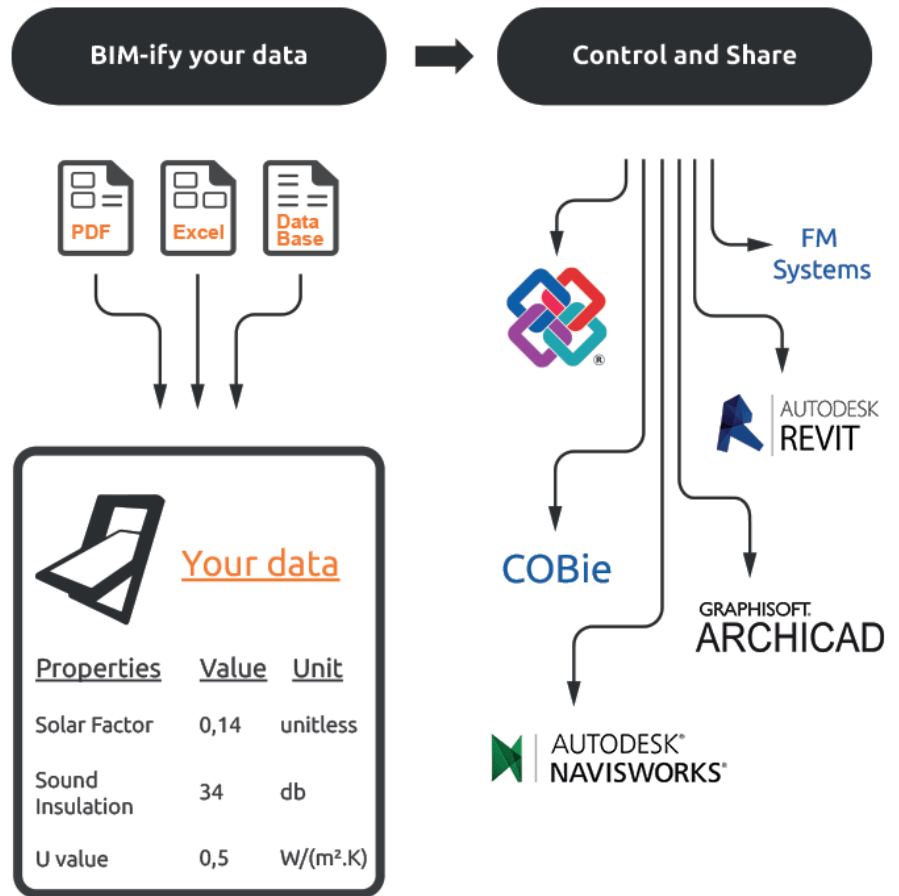 BIM-ify your data
Control and Share
PDF
Excel
Data
Base
Your data
Properties Value Unit
Solar Factor 0,14 unitless
Sound
Insulation 34 db
U value 0,5 W/(m².K)
®
FM
Systems
AUTODESK
REVIT
COBie
GRAPHISOFT.
ARCHICAD
AUTODESK®
NAVISWORKS®